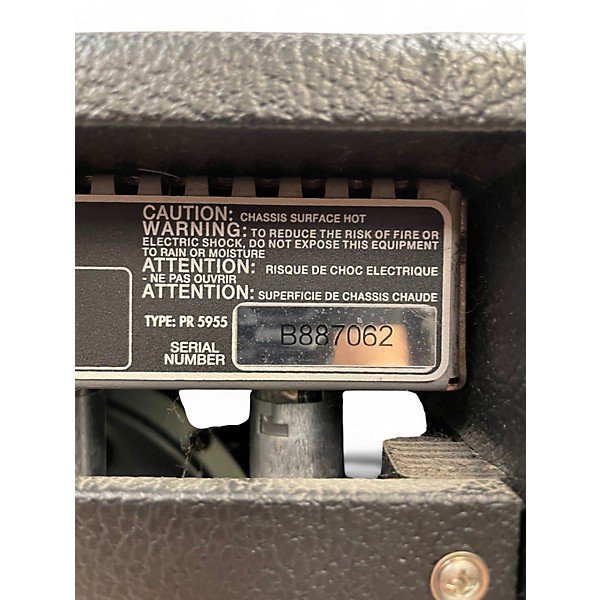 CAUTION: CHASSIS SURFACE HOT
WARNING: TO REDUCE THE RISK OF FIRE OR
ELECTRIC SHOCK, DO NOT EXPOSE THIS EQUIPMENT
TO RAIN OR MOISTURE
ATTENTION: RISQUE DE CHOC ELECTRIQUE
- NE PAS OUVRIR
ATTENTION: SUPERFICIE DE CHASSIS CHAUDE
TYPE: PR 5955
SERIAL
NUMBER
B887062